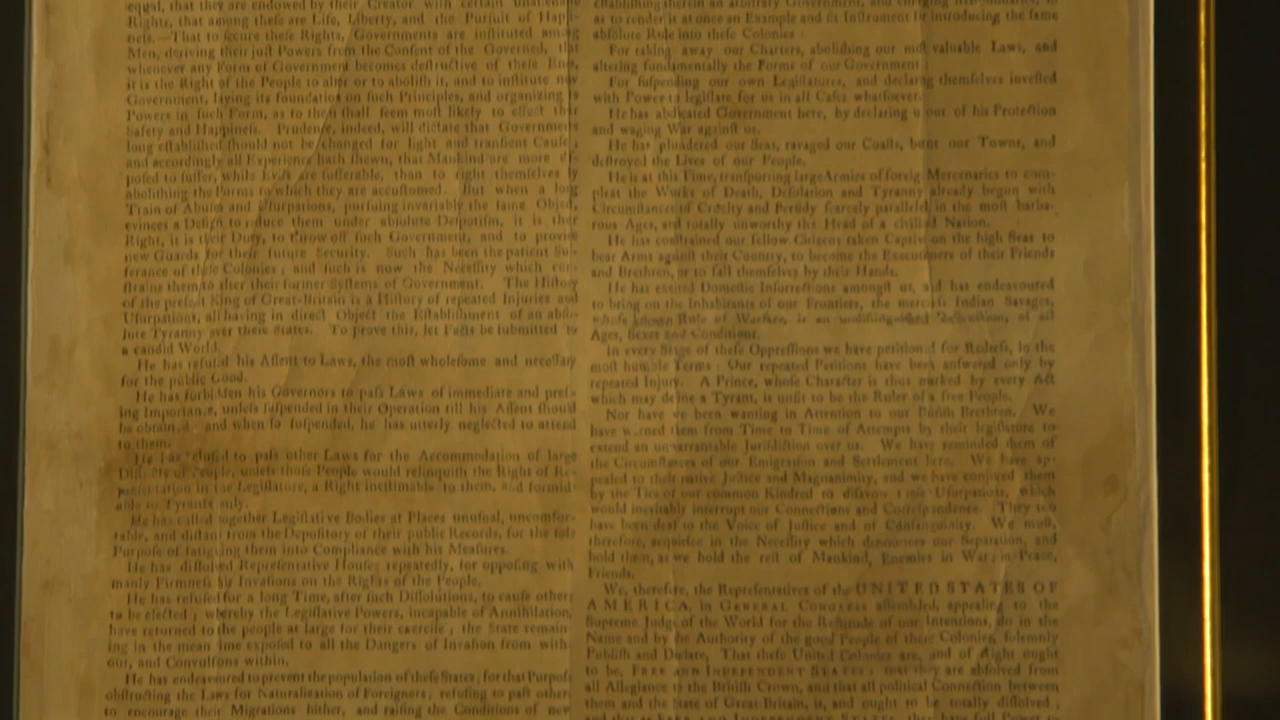 equal, that they are endowed by their Creator with certain unalienable
Rights, that among theſe are Life, Liberty, and the Purſuit of Happi-
neſs.—That to ſecure theſe Rights, Governments are inſtituted among
Men, deriving their juſt Powers from the Conſent of the Governed, that
whenever any Form of Government becomes deſtructive of theſe Ends,
it is the Right of the People to alter or to aboliſh it, and to inſtitute new
Government, laying its foundation on ſuch Principles, and organizing its
Powers in ſuch Form, as to them ſhall ſeem moſt likely to effect their
Safety and Happineſs. Prudence, indeed, will dictate that Governments
long eſtabliſhed ſhould not be changed for light and tranſient Cauſes;
and accordingly all Experience hath ſhewn, that Mankind are more diſ-
poſed to ſuffer, while Evils are ſufferable, than to right themſelves by
aboliſhing the Forms to which they are accuſtomed. But when a long
Train of Abuſes and Uſurpations, purſuing invariably the ſame Object,
evinces a Deſign to reduce them under abſolute Deſpotiſm, it is their
Right, it is their Duty, to throw off ſuch Government, and to provide
new Guards for their future Security. Such has been the patient Suf-
ferance of theſe Colonies; and ſuch is now the Neceſſity which con-
ſtrains them to alter their former Syſtems of Government. The Hiſtory
of the preſent King of Great-Britain is a Hiſtory of repeated Injuries and
Uſurpations, all having in direct Object the Eſtabliſhment of an abſo-
lute Tyranny over theſe States. To prove this, let Facts be ſubmitted to
a candid World.
He has refuſed his Aſſent to Laws, the moſt wholeſome and neceſſary
for the public Good.
He has forbidden his Governors to paſs Laws of immediate and preſſ-
ing Importance, unleſs ſuſpended in their Operation till his Aſſent ſhould
be obtained; and when ſo ſuſpended, he has utterly neglected to attend
to them.
He has refuſed to paſs other Laws for the Accommodation of large
Diſtricts of People, unleſs thoſe People would relinquiſh the Right of Re-
preſentation in the Legiſlature, a Right ineſtimable to them, and formid-
able to Tyrants only.
He has called together Legiſlative Bodies at Places unuſual, uncomfor-
table, and diſtant from the Depoſitory of their public Records, for the ſole
Purpoſe of fatiguing them into Compliance with his Meaſures.
He has diſſolved Repreſentative Houſes repeatedly, for oppoſing with
manly Firmneſs his Invaſions on the Rights of the People.
He has refuſed for a long Time, after ſuch Diſſolutions, to cauſe others
to be elected; whereby the Legiſlative Powers, incapable of Annihilation,
have returned to the people at large for their exerciſe; the State remain-
ing in the mean time expoſed to all the Dangers of Invaſion from with-
out, and Convulſions within.
He has endeavoured to prevent the population of theſe States; for that Purpoſe
obſtructing the Laws for Naturalization of Foreigners; refuſing to paſs others
to encourage their Migrations hither, and raiſing the Conditions of new
eſtabliſhing therein an arbitrary Government, and enlarging
as to render it at once an Example and fit Inſtrument for introducing the ſame
abſolute Rule into theſe Colonies:
For taking away our Charters, aboliſhing our moſt valuable Laws, and
altering fundamentally the Forms of our Government
For ſuſpending our own Legiſlatures, and declaring themſelves inveſted
with Power to legiſlate for us in all Caſes whatſoever.
He has abdicated Government here, by declaring us out of his Protection
and waging War againſt us.
He has plundered our Seas, ravaged our Coaſts, burnt our Towns, and
deſtroyed the Lives of our People.
He is at this Time, tranſporting large Armies of foreign Mercenaries to com-
pleat the Works of Death, Deſolation and Tyranny already begun with
Circumſtances of Cruelty and Perfidy ſcarcely paralleled in the moſt barba-
rous Ages, and totally unworthy the Head of a civiliſed Nation.
He has conſtrained our fellow Citizens taken Captive on the high Seas to
bear Arms againſt their Country, to become the Executioners of their Friends
and Brethren, or to fall themſelves by their Hands.
He has excited Domeſtic Inſurrections amongſt us, and has endeavoured
to bring on the Inhabitants of our Frontiers, the mercileſs Indian Savages,
whoſe known Rule of Warfare, is an undiſtinguiſhed Deſtruction, of all
Ages, Sexes and Conditions.
In every Stage of theſe Oppreſſions we have petitioned for Redreſs, in the
moſt humble Terms: Our repeated Petitions have been anſwered only by
repeated Injury. A Prince, whoſe Character is thus marked by every Act
which may define a Tyrant, is unfit to be the Ruler of a free People.
Nor have we been wanting in Attention to our Britiſh Brethren. We
have warned them from Time to Time of Attempts by their legiſlature to
extend an unwarrantable Juriſdiction over us. We have reminded them of
the Circumſtances of our Emigration and Settlement here. We have ap-
pealed to their native Juſtice and Magnanimity, and we have conjured them
by the Ties of our common Kindred to diſavow theſe Uſurpations, which
would inevitably interrupt our Connections and Correſpondence. They too
have been deaf to the Voice of Juſtice and of Conſanguinity. We muſt,
therefore, acquieſce in the Neceſſity which denounces our Separation, and
hold them, as we hold the reſt of Mankind, Enemies in War; in Peace,
Friends.
We, therefore, the Repreſentatives of the UNITED STATES OF
AMERICA, in GENERAL CONGRESS aſſembled, appealing to the
Supreme Judge of the World for the Rectitude of our Intentions, do in the
Name and by the Authority of the good People of theſe Colonies, ſolemnly
Publiſh and Declare, That theſe United Colonies are, and of Right ought
to be, FREE AND INDEPENDENT STATES; that they are abſolved from
all Allegiance to the Britiſh Crown, and that all political Connection between
them and the State of Great Britain, is, and ought to be totally diſſolved;
and that as FREE AND INDEPENDENT STATES, they have full Power to